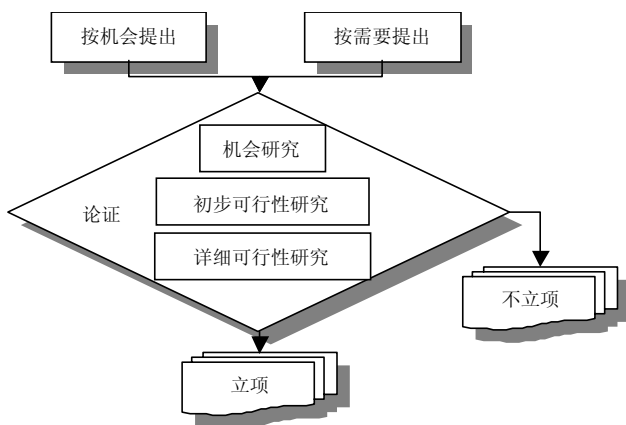 按机会提出
按需要提出
机会研究
论证
初步可行性研究
详细可行性研究
不立项
立项